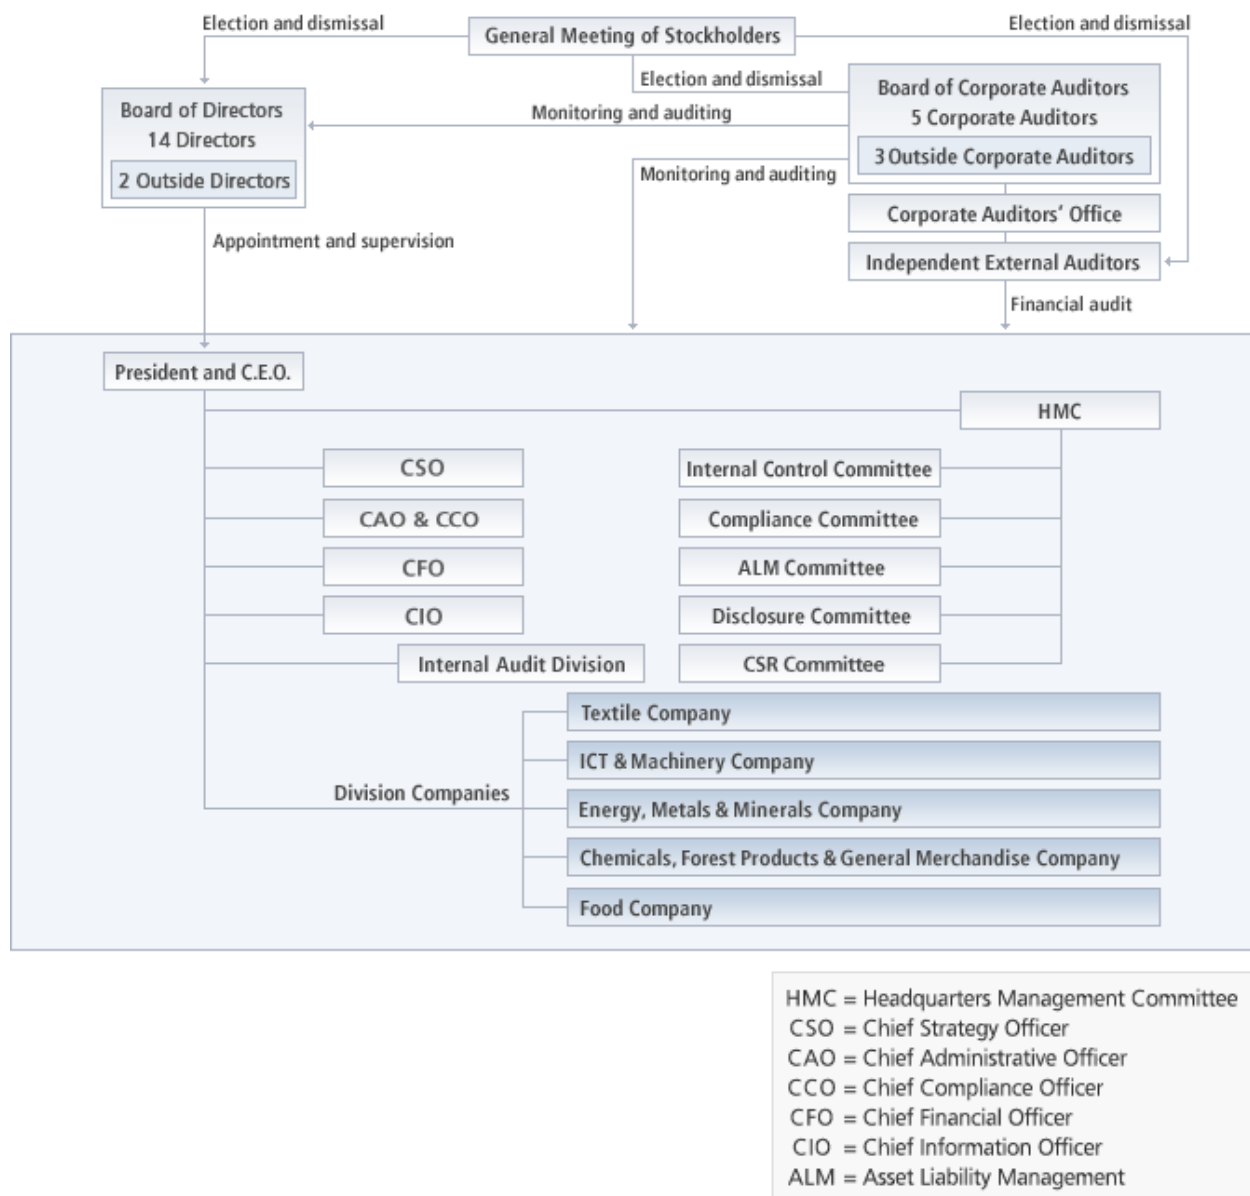 Election and dismissal
General Meeting of Stockholders
Election and dismissal
Election and dismissal
Board of Directors
14 Directors
2 Outside Directors
Monitoring and auditing
Board of Corporate Auditors
5 Corporate Auditors
3 Outside Corporate Auditors
Monitoring and auditing
Corporate Auditors' Office
Appointment and supervision
Independent External Auditors
Financial audit
President and C.E.O.
HMC
CSO
Internal Control Committee
CAO & CCO
Compliance Committee
CFO
ALM Committee
CIO
Disclosure Committee
Internal Audit Division
CSR Committee
Textile Company
ICT & Machinery Company
Division Companies
Energy, Metals & Minerals Company
Chemicals, Forest Products & General Merchandise Company
Food Company
HMC = Headquarters Management Committee
CSO = Chief Strategy Officer
CAO = Chief Administrative Officer
CCO = Chief Compliance Officer
CFO = Chief Financial Officer
CIO = Chief Information Officer
ALM = Asset Liability Management